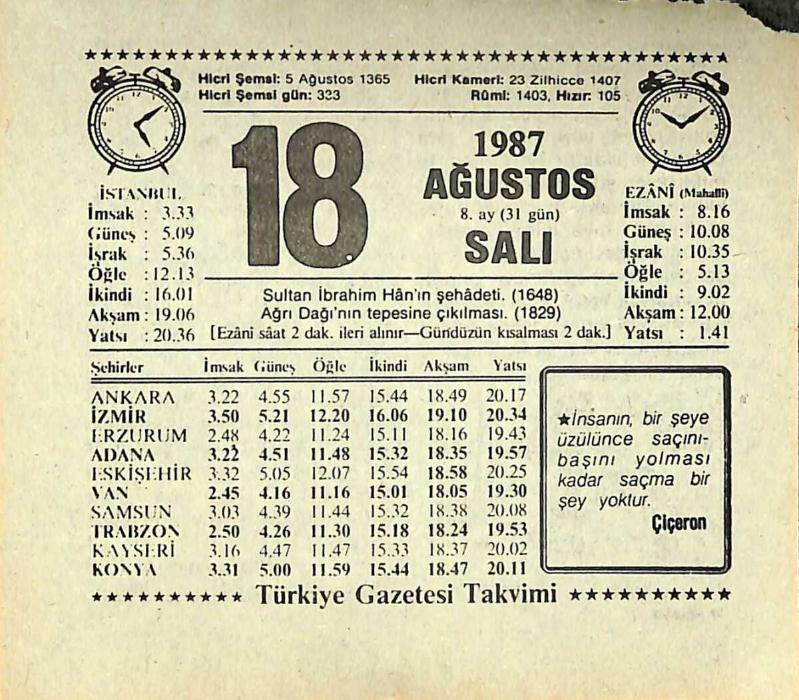 Hicri Şemsi: 5 Ağustos 1365 Hicri Kameri: 23 Zilhicce 1407
Hicri Şemsi gün: 333 Rûmî: 1403, Hızır: 105
18
1987
AĞUSTOS
8. ay (31 gün)
SALI
İSTANBUL
İmsak : 3.33
Güneş : 5.09
İşrak : 5.36
Öğle : 12.13
İkindi : 16.01
Akşam : 19.06
Yatsı : 20.36
EZÂNÎ (Mahalli)
İmsak : 8.16
Güneş : 10.08
İşrak : 10.35
Öğle : 5.13
İkindi : 9.02
Akşam : 12.00
Yatsı : 1.41
Sultan İbrahim Hân'ın şehâdeti. (1648)
Ağrı Dağı'nın tepesine çıkılması. (1829)
[Ezânî sâat 2 dak. ileri alınır—Gündüzün kısalması 2 dak.]
Şehirler İmsak Güneş Öğle İkindi Akşam Yatsı
ANKARA 3.22 4.55 11.57 15.44 18.49 20.17
İZMİR 3.50 5.21 12.20 16.06 19.10 20.34
ERZURUM 2.48 4.22 11.24 15.11 18.16 19.43
ADANA 3.22 4.51 11.48 15.32 18.35 19.57
ESKİŞEHİR 3.32 5.05 12.07 15.54 18.58 20.25
VAN 2.45 4.16 11.16 15.01 18.05 19.30
SAMSUN 3.03 4.39 11.44 15.32 18.38 20.08
TRABZON 2.50 4.26 11.30 15.18 18.24 19.53
KAYSERİ 3.16 4.47 11.47 15.33 18.37 20.02
KONYA 3.31 5.00 11.59 15.44 18.47 20.11
★İnsanın, bir şeye
üzülünce saçını-
başını yolması
kadar saçma bir
şey yoktur.
Çiçeron
Türkiye Gazetesi Takvimi